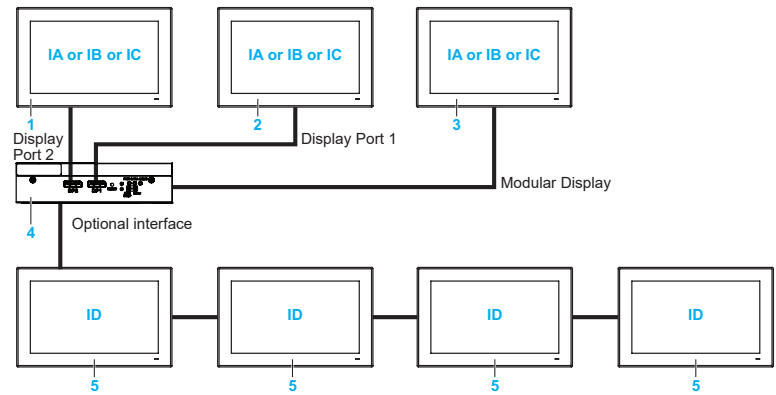 IA or IB or IC
IA or IB or IC
IA or IB or IC
1
2
3
Display
Port 2
Display Port 1
Modular Display
4
Optional interface
ID
ID
ID
ID
5
5
5
5